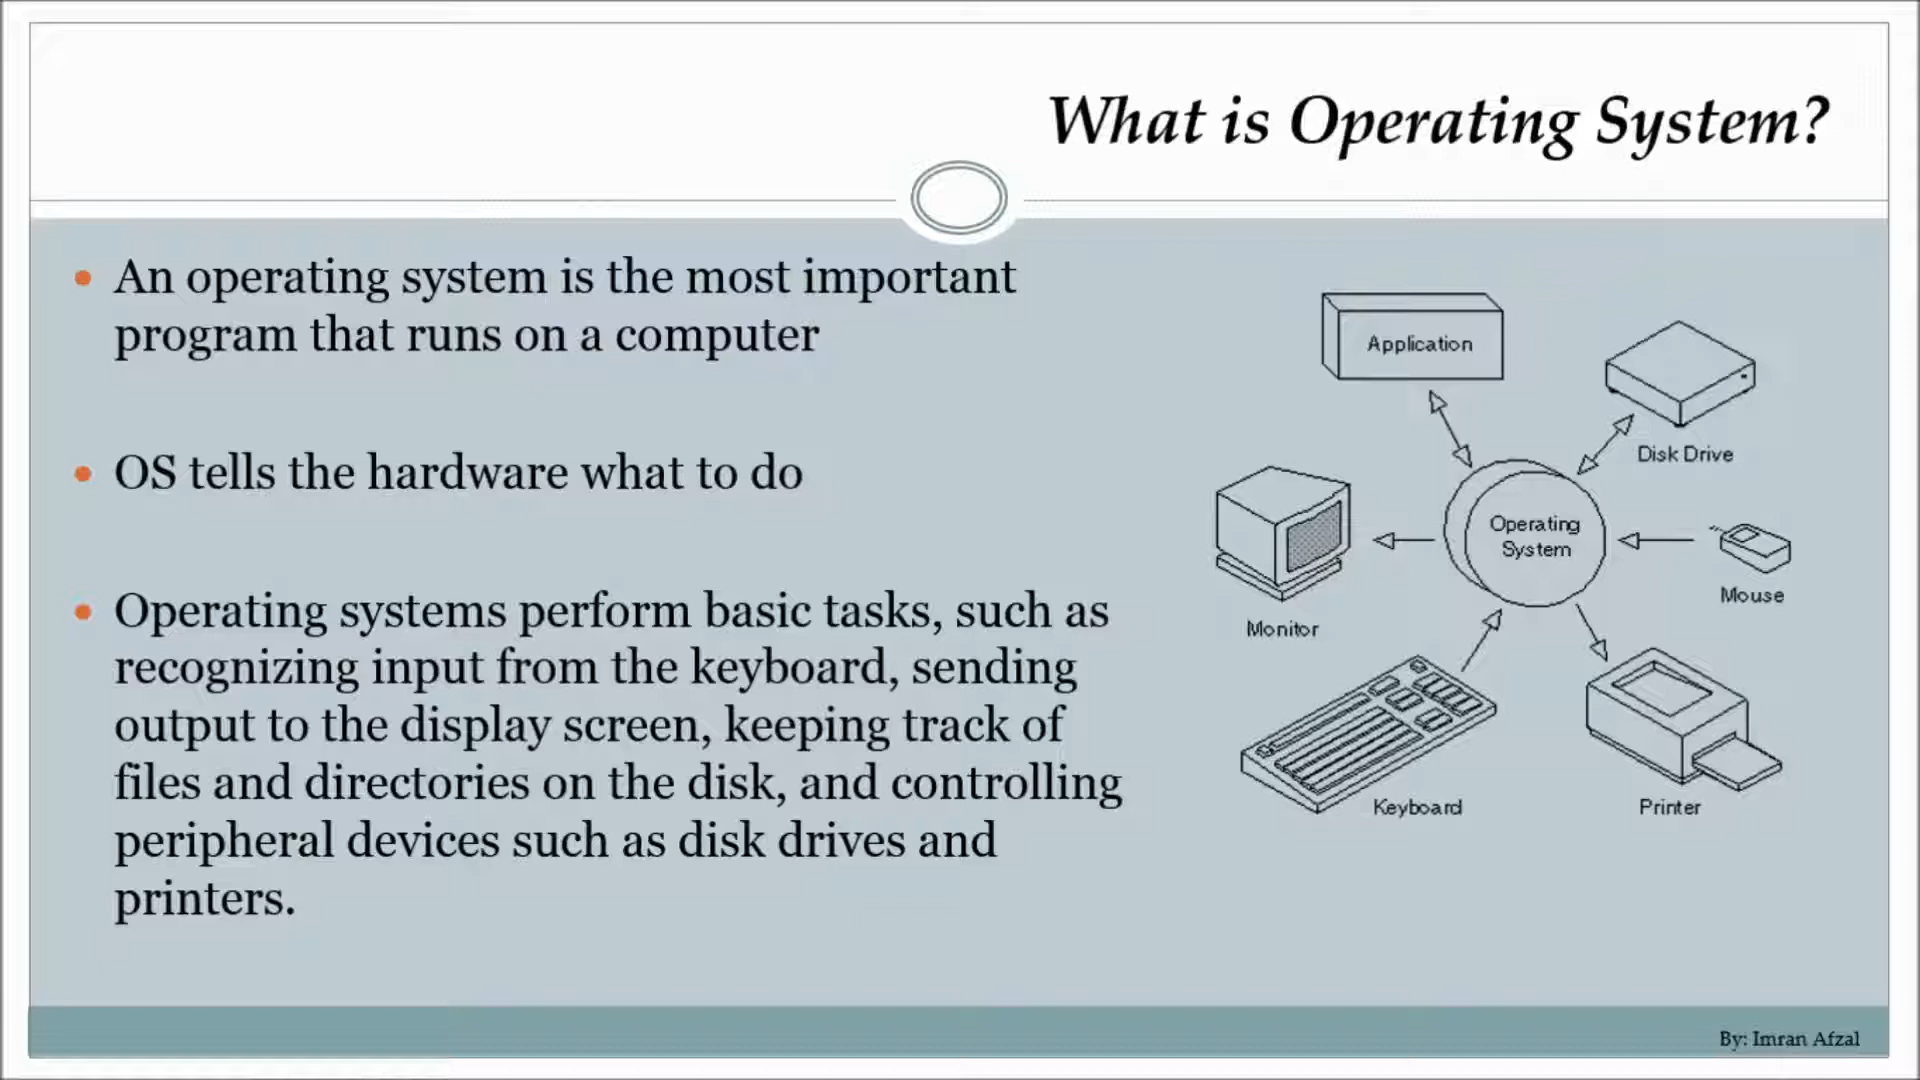 What is Operating System?
An operating system is the most important
program that runs on a computer
OS tells the hardware what to do
Operating systems perform basic tasks, such as
recognizing input from the keyboard, sending
output to the display screen, keeping track of
files and directories on the disk, and controlling
peripheral devices such as disk drives and
printers.
Application
Disk Drive
Operating
System
Mouse
Monitor
Keyboard
Printer
By: Imran Afzal